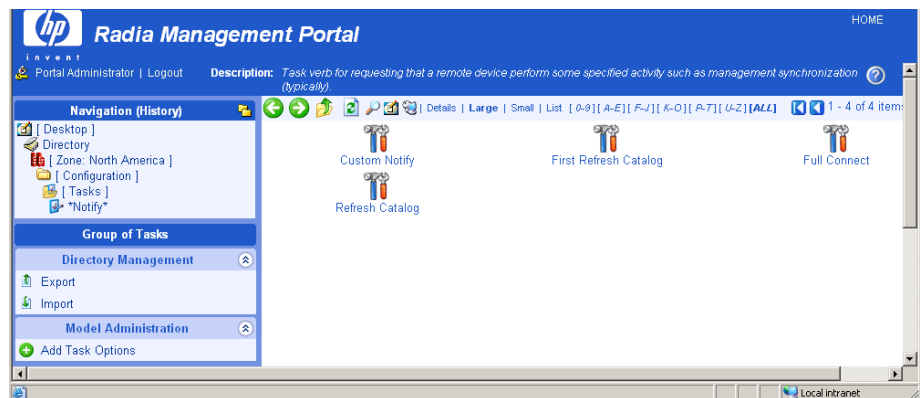 HOME
hp
invent
Radia Management Portal
Portal Administrator | Logout
Description: Task verb for requesting that a remote device perform some specified activity such as management synchronization
(typically).
Navigation (History)
[ Desktop ]
Directory
[ Zone: North America ]
[ Configuration ]
[ Tasks ]
*Notify*
Group of Tasks
Directory Management
Export
Import
Model Administration
Add Task Options
Details | Large | Small | List [ 0-9 ] [ A-E ] [ F-J ] [ K-O ] [ P-T ] [ U-Z ] [ALL] 1 - 4 of 4 item
Custom Notify
First Refresh Catalog
Full Connect
Refresh Catalog
Local intranet